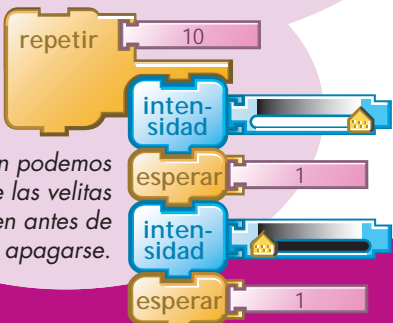 repetir 10
inten-
sidad
esperar 1
inten-
sidad
esperar 1
n podemos
e las velitas
en antes de
apagarse.